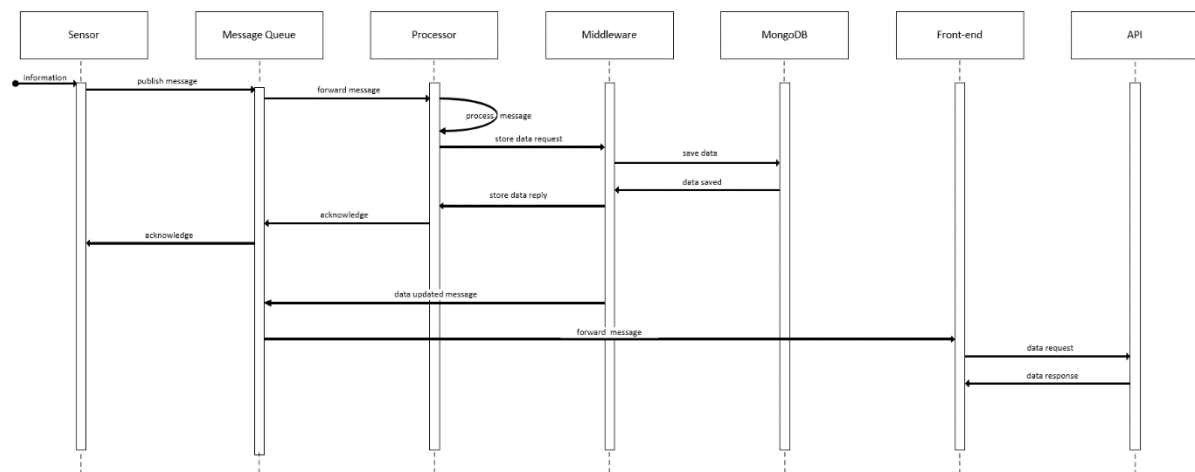 Sensor
Message Queue
Processor
Middleware
MongoDB
Front-end
API
information
publish message
forward message
process message
store data request
save data
data saved
store data reply
acknowledge
acknowledge
data updated message
forward message
data request
data response